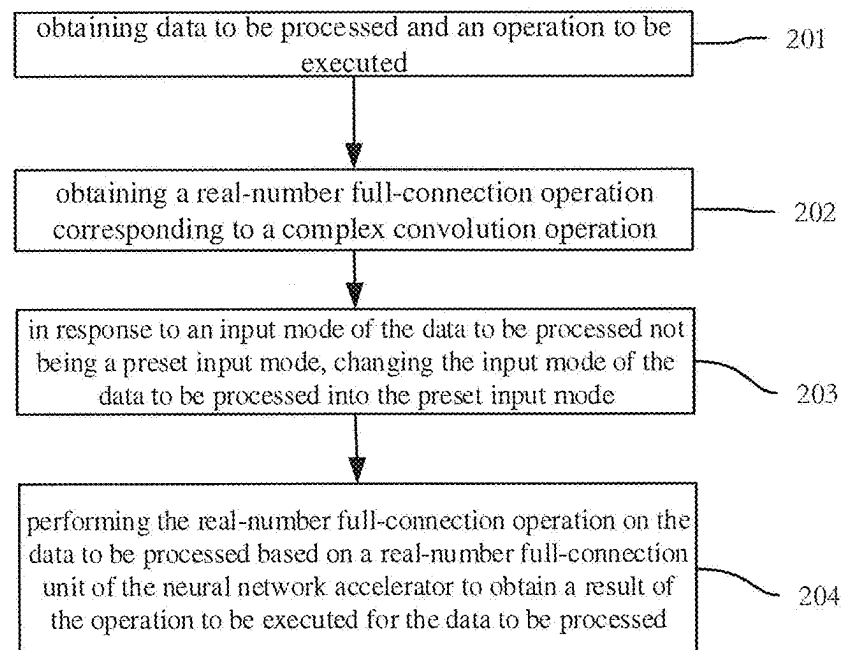 obtaining data to be processed and an operation to be
executed
201
obtaining a real-number full-connection operation
corresponding to a complex convolution operation
202
in response to an input mode of the data to be processed not
being a preset input mode, changing the input mode of the
data to be processed into the preset input mode
203
performing the real-number full-connection operation on the
data to be processed based on a real-number full-connection
unit of the neural network accelerator to obtain a result of
the operation to be executed for the data to be processed
204